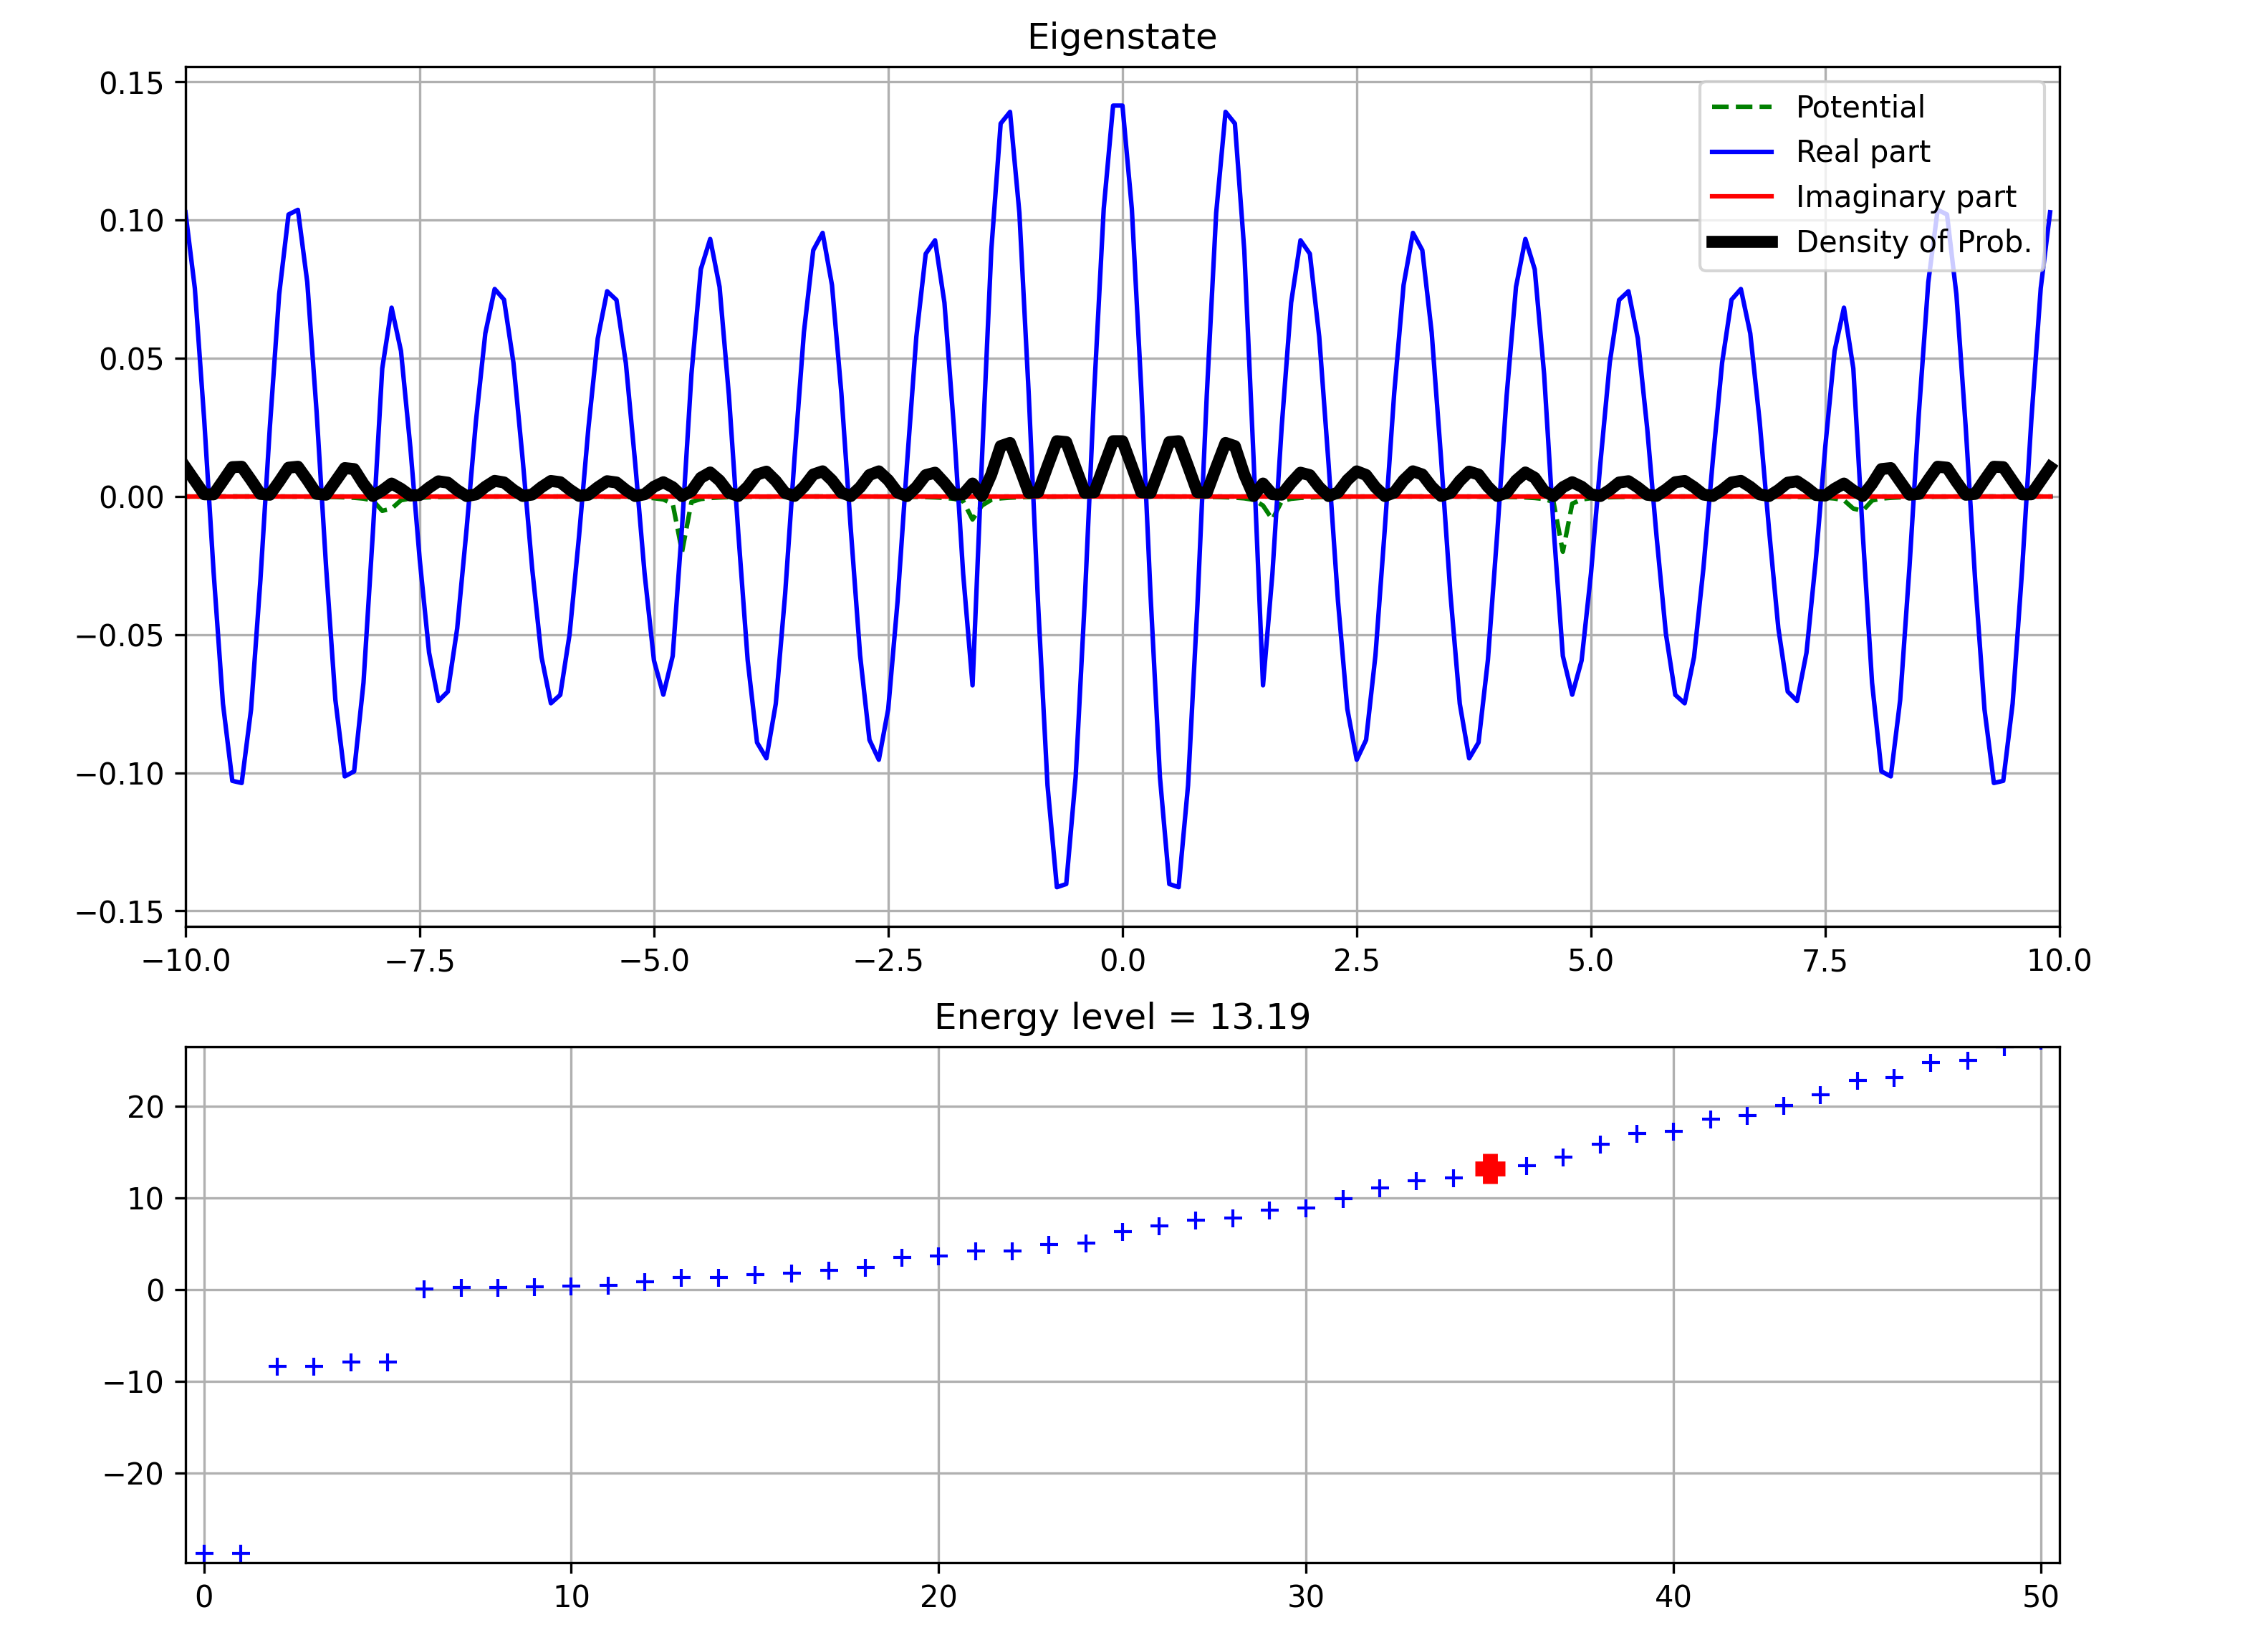 Eigenstate
0.15
0.10
0.05
0.00
−0.05
−0.10
−0.15
Potential
Real part
Imaginary part
Density of Prob.
−10.0 −7.5 −5.0 −2.5 0.0 2.5 5.0 7.5 10.0
Energy level = 13.19
20
10
0
−10
−20
0 10 20 30 40 50